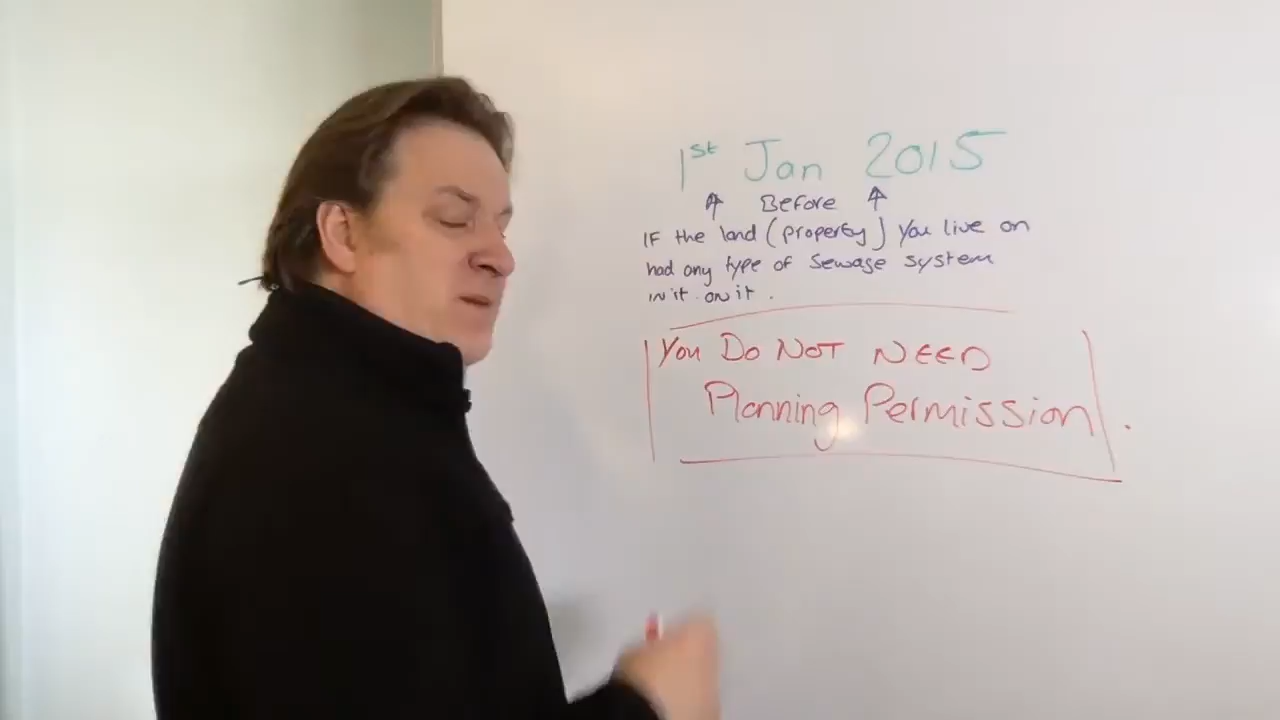 1st Jan 2015
Before
IF the land (property) you live on
had any type of sewage system
in it. on it.
You Do NOT NEED
Planning Permission.